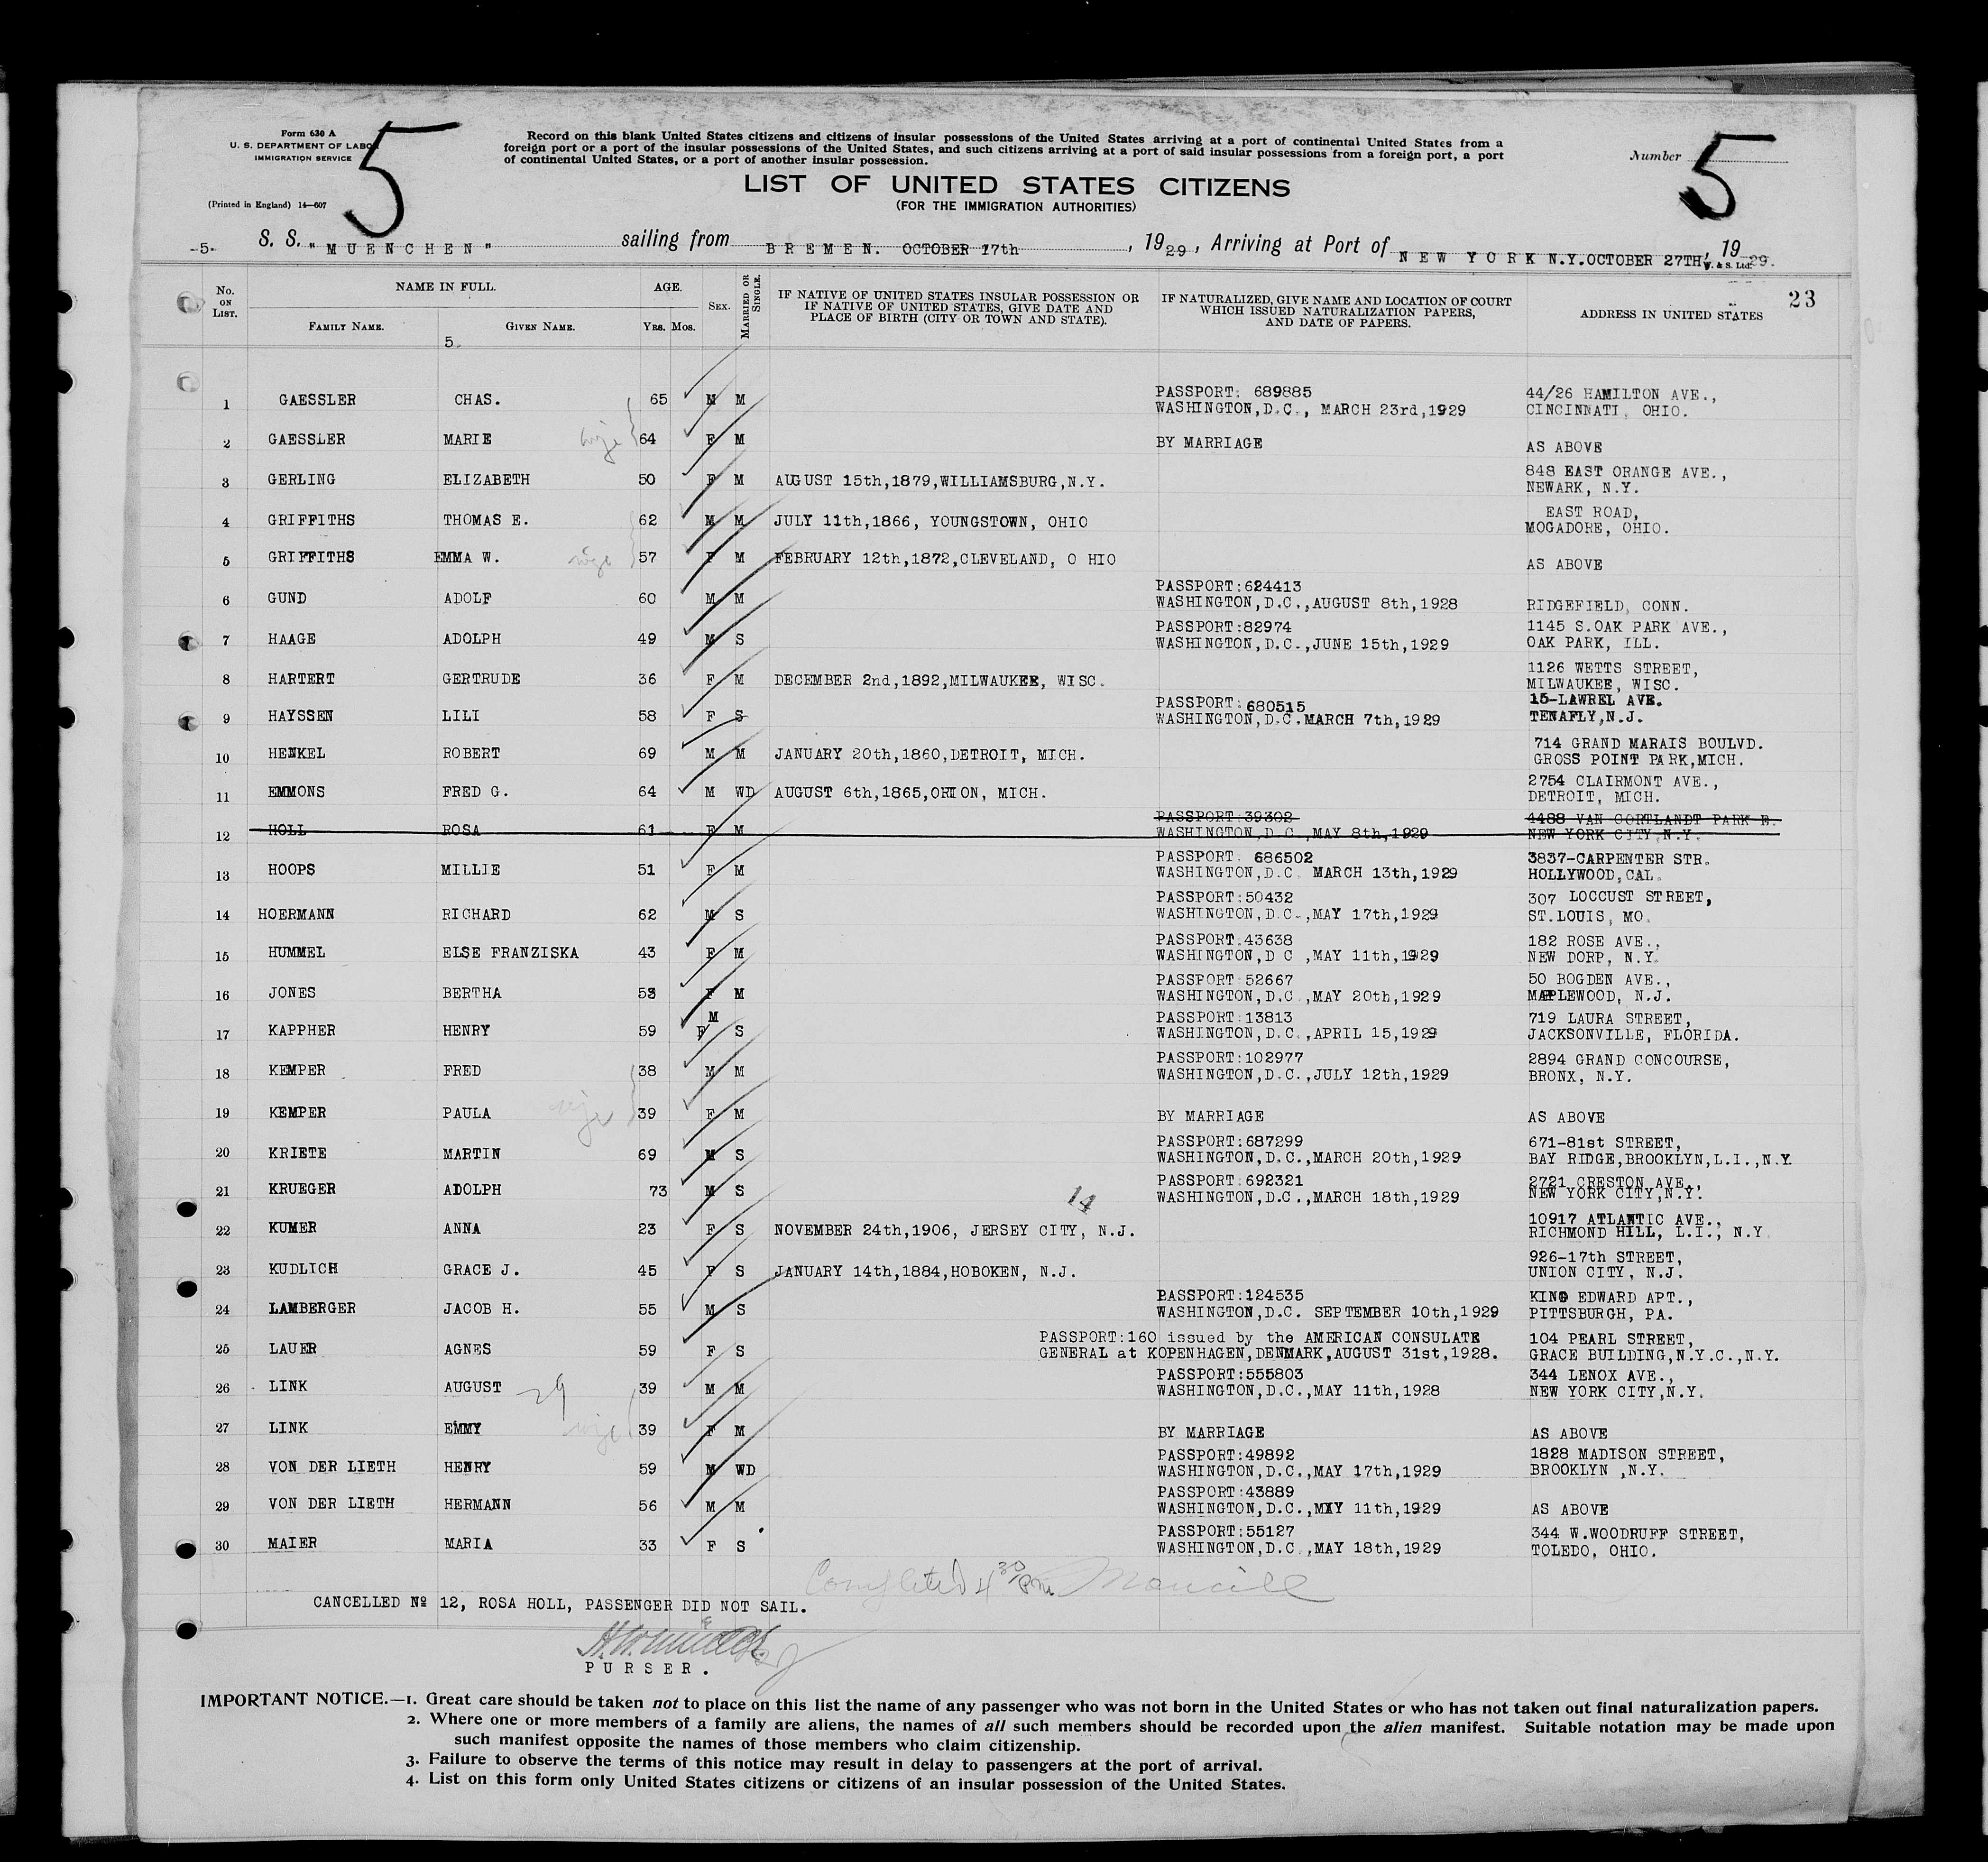 Form 630 A
U. S. DEPARTMENT OF LABOR
IMMIGRATION SERVICE
(Printed in England) 14—607
5
Record on this blank United States citizens and citizens of insular possessions of the United States arriving at a port of continental United States from a
foreign port or a port of the insular possessions of the United States, and such citizens arriving at a port of said insular possessions from a foreign port, a port
of continental United States, or a port of another insular possession.
Number 5
LIST OF UNITED STATES CITIZENS
(FOR THE IMMIGRATION AUTHORITIES)
-5- S. S. "MUENCHEN" sailing from BREMEN. OCTOBER 17th, 1929, Arriving at Port of NEW YORK N.Y.OCTOBER 27TH, 1929.
W. & S. Ltd.
23
No. ON LIST. NAME IN FULL. FAMILY NAME. GIVEN NAME. AGE. YRS. MOS. SEX. MARRIED OR SINGLE. IF NATIVE OF UNITED STATES INSULAR POSSESSION OR IF NATIVE OF UNITED STATES, GIVE DATE AND PLACE OF BIRTH (CITY OR TOWN AND STATE). IF NATURALIZED, GIVE NAME AND LOCATION OF COURT WHICH ISSUED NATURALIZATION PAPERS, AND DATE OF PAPERS. ADDRESS IN UNITED STATES
5.
1 GAESSLER CHAS. 65 M M PASSPORT: 689885 WASHINGTON,D.C., MARCH 23rd,1929 44/26 HAMILTON AVE., CINCINNATI, OHIO.
2 GAESSLER MARIE wife 64 F M BY MARRIAGE AS ABOVE
3 GERLING ELIZABETH 50 F M AUGUST 15th,1879,WILLIAMSBURG,N.Y. 848 EAST ORANGE AVE., NEWARK, N.Y.
4 GRIFFITHS THOMAS E. 62 M M JULY 11th,1866, YOUNGSTOWN, OHIO EAST ROAD, MOGADORE, OHIO.
5 GRIFFITHS EMMA W. wife 57 F M FEBRUARY 12th,1872,CLEVELAND, O HIO AS ABOVE
6 GUND ADOLF 60 M M PASSPORT:624413 WASHINGTON,D.C.,AUGUST 8th,1928 RIDGEFIELD, CONN.
7 HAAGE ADOLPH 49 M S PASSPORT:82974 WASHINGTON,D.C.,JUNE 15th,1929 1145 S.OAK PARK AVE., OAK PARK, ILL.
8 HARTERT GERTRUDE 36 F M DECEMBER 2nd,1892,MILWAUKEE, WISC. 1126 WETTS STREET, MILWAUKEE, WISC.
9 HAYSSEN LILI 58 F S PASSPORT:680515 WASHINGTON,D.C.MARCH 7th,1929 15-LAWREL AVE. TENAFLY,N.J.
10 HENKEL ROBERT 69 M M JANUARY 20th,1860,DETROIT, MICH. 714 GRAND MARAIS BOULVD. GROSS POINT PARK,MICH.
11 EMMONS FRED G. 64 M WD AUGUST 6th,1865,ORION, MICH. 2754 CLAIRMONT AVE., DETROIT, MICH.
12 HOLL ROSA 61 F M PASSPORT:39302 WASHINGTON,D.C.,MAY 8th,1929 4488 VAN CORTLANDT PARK E. NEW YORK CITY,N.Y.
13 HOOPS MILLIE 51 F M PASSPORT. 686502 WASHINGTON,D.C. MARCH 13th,1929 3837-CARPENTER STR. HOLLYWOOD,CAL.
14 HOERMANN RICHARD 62 M S PASSPORT:50432 WASHINGTON,D.C.,MAY 17th,1929 307 LOCCUST STREET, ST.LOUIS, MO.
15 HUMMEL ELSE FRANZISKA 43 F M PASSPORT.43638 WASHINGTON,D C ,MAY 11th,1929 182 ROSE AVE., NEW DORP, N.Y.
16 JONES BERTHA 53 F M PASSPORT:52667 WASHINGTON,D.C.,MAY 20th,1929 50 BOGDEN AVE., MAPLEWOOD, N.J.
17 KAPPHER HENRY 59 F M S PASSPORT:13813 WASHINGTON,D.C.,APRIL 15,1929 719 LAURA STREET, JACKSONVILLE, FLORIDA.
18 KEMPER FRED 38 M M PASSPORT:102977 WASHINGTON,D.C.,JULY 12th,1929 2894 GRAND CONCOURSE, BRONX, N.Y.
19 KEMPER PAULA wife 39 F M BY MARRIAGE AS ABOVE
20 KRIETE MARTIN 69 M S PASSPORT:687299 WASHINGTON,D.C.,MARCH 20th,1929 671-81st STREET, BAY RIDGE,BROOKLYN,L.I.,N.Y.
21 KRUEGER ADOLPH 73 M S 14 PASSPORT:692321 WASHINGTON,D.C.,MARCH 18th,1929 2721 CRESTON AVE., NEW YORK CITY,N.Y.
22 KUMER ANNA 23 F S NOVEMBER 24th,1906, JERSEY CITY, N.J. 10917 ATLANTIC AVE., RICHMOND HILL, L.I., N.Y.
23 KUDLICH GRACE J. 45 F S JANUARY 14th,1884,HOBOKEN, N.J. 926-17th STREET, UNION CITY, N.J.
24 LAMBERGER JACOB H. 55 M S PASSPORT:124535 WASHINGTON,D.C. SEPTEMBER 10th,1929 KING EDWARD APT., PITTSBURGH, PA.
25 LAUER AGNES 59 F S PASSPORT:160 issued by the AMERICAN CONSULATE GENERAL at KOPENHAGEN,DENMARK,AUGUST 31st,1928. 104 PEARL STREET, GRACE BUILDING,N.Y.C.,N.Y.
26 LINK AUGUST 29 39 M M PASSPORT:555803 WASHINGTON,D.C.,MAY 11th,1928 344 LENOX AVE., NEW YORK CITY,N.Y.
27 LINK EMMY wife 39 F M BY MARRIAGE AS ABOVE
28 VON DER LIETH HENRY 59 M WD PASSPORT:49892 WASHINGTON,D.C.,MAY 17th,1929 1828 MADISON STREET, BROOKLYN ,N.Y.
29 VON DER LIETH HERMANN 56 M M PASSPORT:43889 WASHINGTON,D.C.,MAY 11th,1929 AS ABOVE
30 MAIER MARIA 33 F S PASSPORT:55127 WASHINGTON,D.C.,MAY 18th,1929 344 W.WOODRUFF STREET, TOLEDO, OHIO.
Completed 4 30 pm
CANCELLED Nº 12, ROSA HOLL, PASSENGER DID NOT SAIL.
PURSER.
IMPORTANT NOTICE.—1. Great care should be taken not to place on this list the name of any passenger who was not born in the United States or who has not taken out final naturalization papers.
2. Where one or more members of a family are aliens, the names of all such members should be recorded upon the alien manifest. Suitable notation may be made upon
such manifest opposite the names of those members who claim citizenship.
3. Failure to observe the terms of this notice may result in delay to passengers at the port of arrival.
4. List on this form only United States citizens or citizens of an insular possession of the United States.